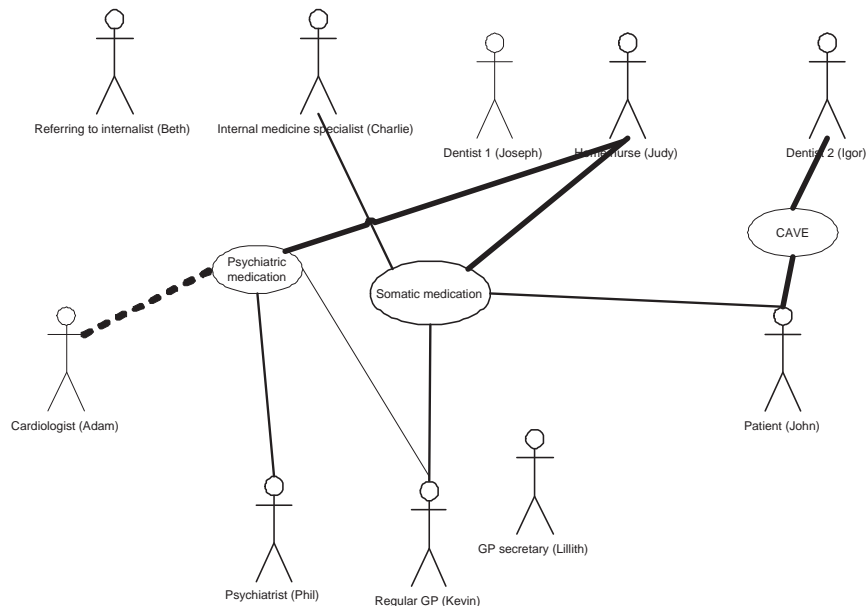 Referring to internalist (Beth)
Internal medicine specialist (Charlie)
Dentist 1 (Joseph)
Home nurse (Judy)
Dentist 2 (Igor)
CAVE
Psychiatric
medication
Somatic medication
Cardiologist (Adam)
Patient (John)
GP secretary (Lillith)
Psychiatrist (Phil)
Regular GP (Kevin)